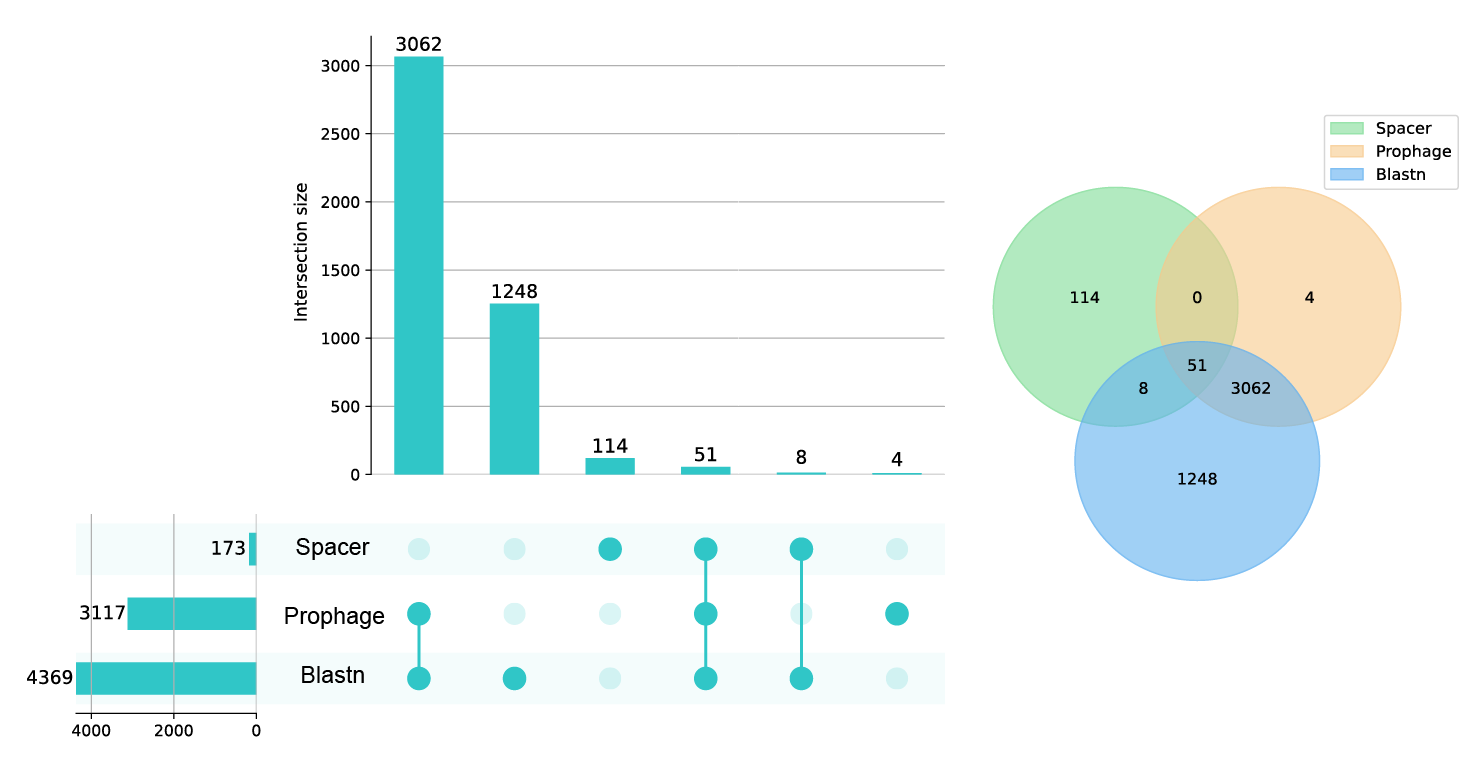 3062
3000
2500
2000
1500
1000
500
0
Intersection size
1248
114
51
8
4
173
3117
4369
Spacer
Prophage
Blastn
4000 2000 0
Spacer
Prophage
Blastn
114 0 4
51
8 3062
1248